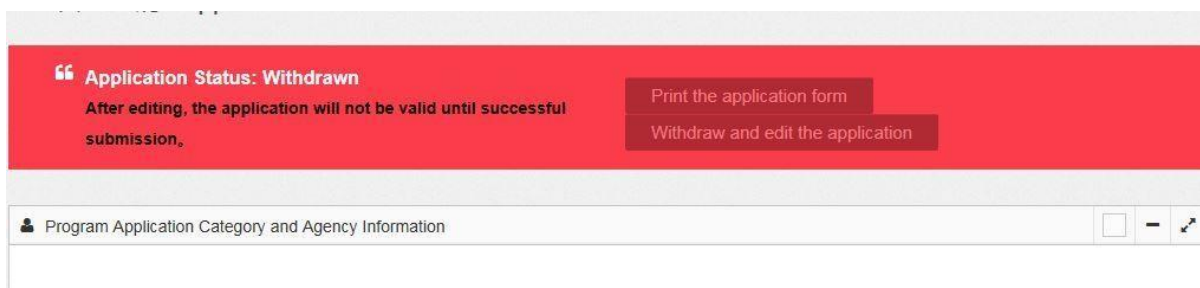 Application Status: Withdrawn
After editing, the application will not be valid until successful
submission。
Print the application form
Withdraw and edit the application
Program Application Category and Agency Information